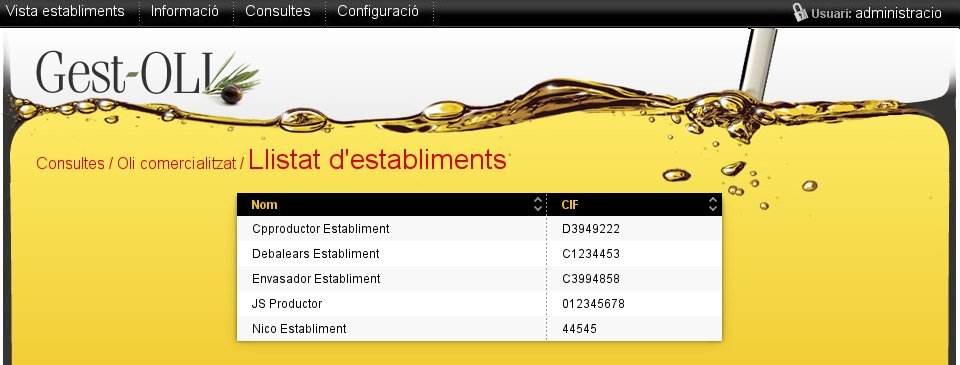 Vista establiments Informació Consultes Configuració Usuari: administracio
Gest-OLI
Consultes / Oli comercialitzat / Llistat d'establiments
Nom CIF
Cpproductor Establiment D3949222
Debalears Establiment C1234453
Envasador Establiment C3994858
JS Productor 012345678
Nico Establiment 44545